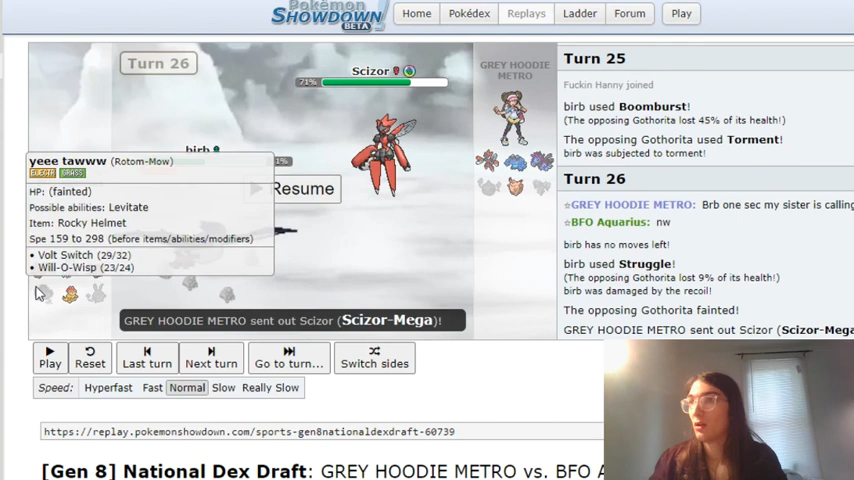 Pokémon
SHOWDOWN
BETA
Home
Pokédex
Replays
Ladder
Forum
Play
Turn 26
Scizor
71%
GREY HOODIE
METRO
birb
1%
Resume
yeee tawww (Rotom-Mow)
ELECTR
GRASS
HP: (fainted)
Possible abilities: Levitate
Item: Rocky Helmet
Spe 159 to 298 (before items/abilities/modifiers)
• Volt Switch (29/32)
• Will-O-Wisp (23/24)
GREY HOODIE METRO sent out Scizor (Scizor-Mega)!
Turn 25
Fuckin Hanny joined
birb used Boomburst!
(The opposing Gothorita lost 45% of its health!)
The opposing Gothorita used Torment!
birb was subjected to torment!
Turn 26
☆GREY HOODIE METRO: Brb one sec my sister is calling
☆BFO Aquarius: nw
birb has no moves left!
birb used Struggle!
(The opposing Gothorita lost 9% of its health!)
birb was damaged by the recoil!
The opposing Gothorita fainted!
GREY HOODIE METRO sent out Scizor (Scizor-Mega
Play
Reset
Last turn
Next turn
Go to turn...
Switch sides
Speed:
Hyperfast
Fast
Normal
Slow
Really Slow
https://replay.pokemonshowdown.com/sports-gen8nationaldexdraft-60739
[Gen 8] National Dex Draft: GREY HOODIE METRO vs. BFO A